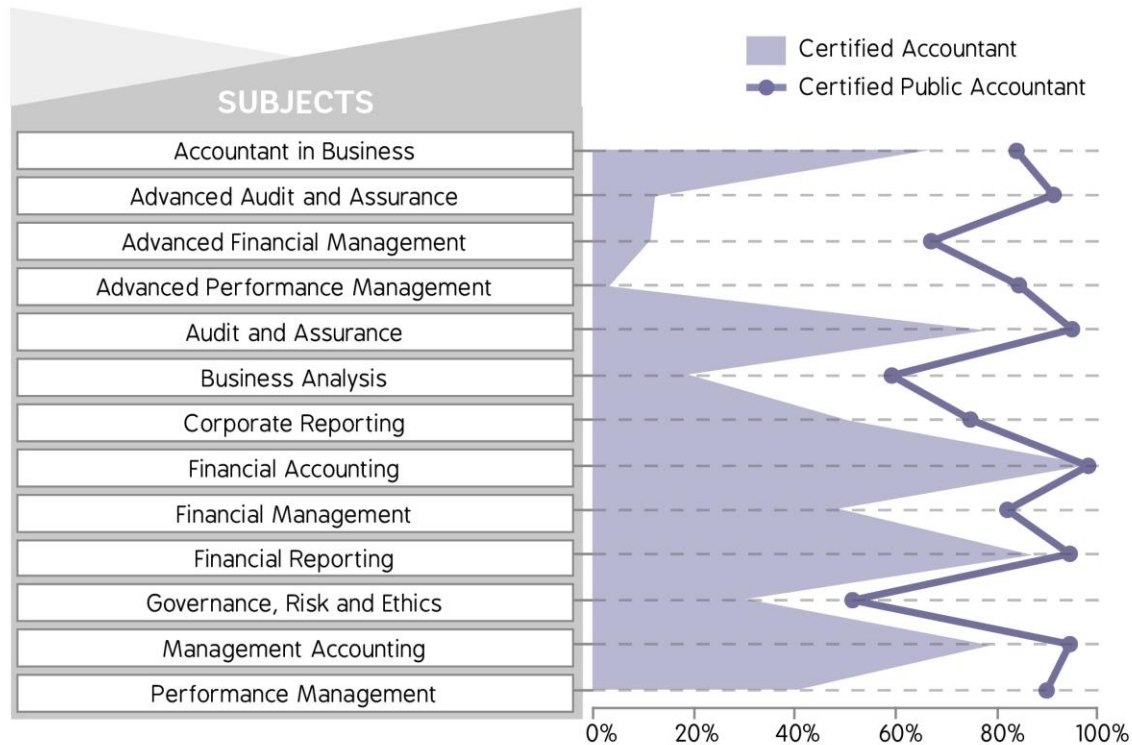 Certified Accountant
Certified Public Accountant
SUBJECTS
Accountant in Business
Advanced Audit and Assurance
Advanced Financial Management
Advanced Performance Management
Audit and Assurance
Business Analysis
Corporate Reporting
Financial Accounting
Financial Management
Financial Reporting
Governance, Risk and Ethics
Management Accounting
Performance Management
0% 20% 40% 60% 80% 100%